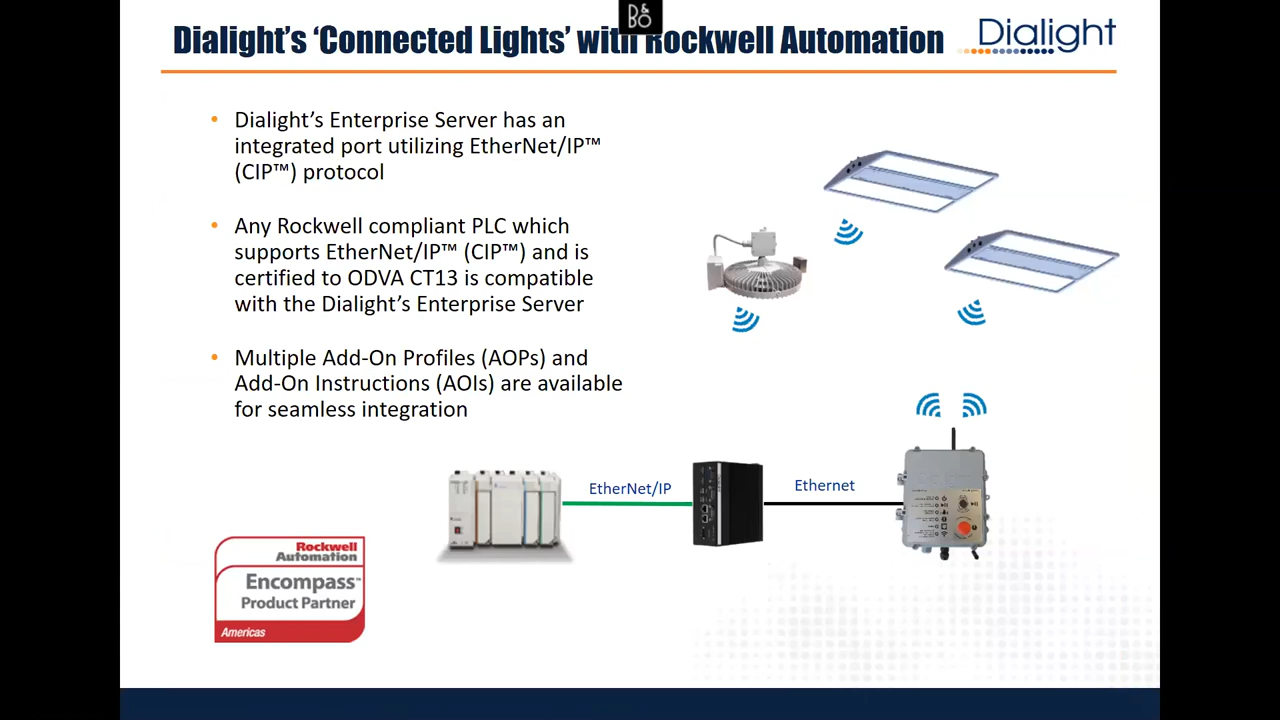 B&O
Dialight's 'Connected Lights' with Rockwell Automation
Dialight
• Dialight's Enterprise Server has an
integrated port utilizing EtherNet/IP™
(CIP™) protocol
• Any Rockwell compliant PLC which
supports EtherNet/IP™ (CIP™) and is
certified to ODVA CT13 is compatible
with the Dialight's Enterprise Server
• Multiple Add-On Profiles (AOPs) and
Add-On Instructions (AOIs) are available
for seamless integration
EtherNet/IP
Ethernet
Rockwell
Automation
Encompass™
Product Partner
Americas